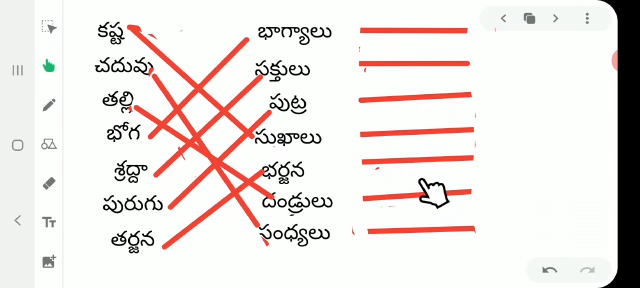 కష్ట భాగ్యాలు
చదువు సక్తులు
తల్లి పుట్ర
భోగ సుఖాలు
శ్రద్దా భర్జన
పురుగు దండ్రులు
తర్జన సంధ్యలు